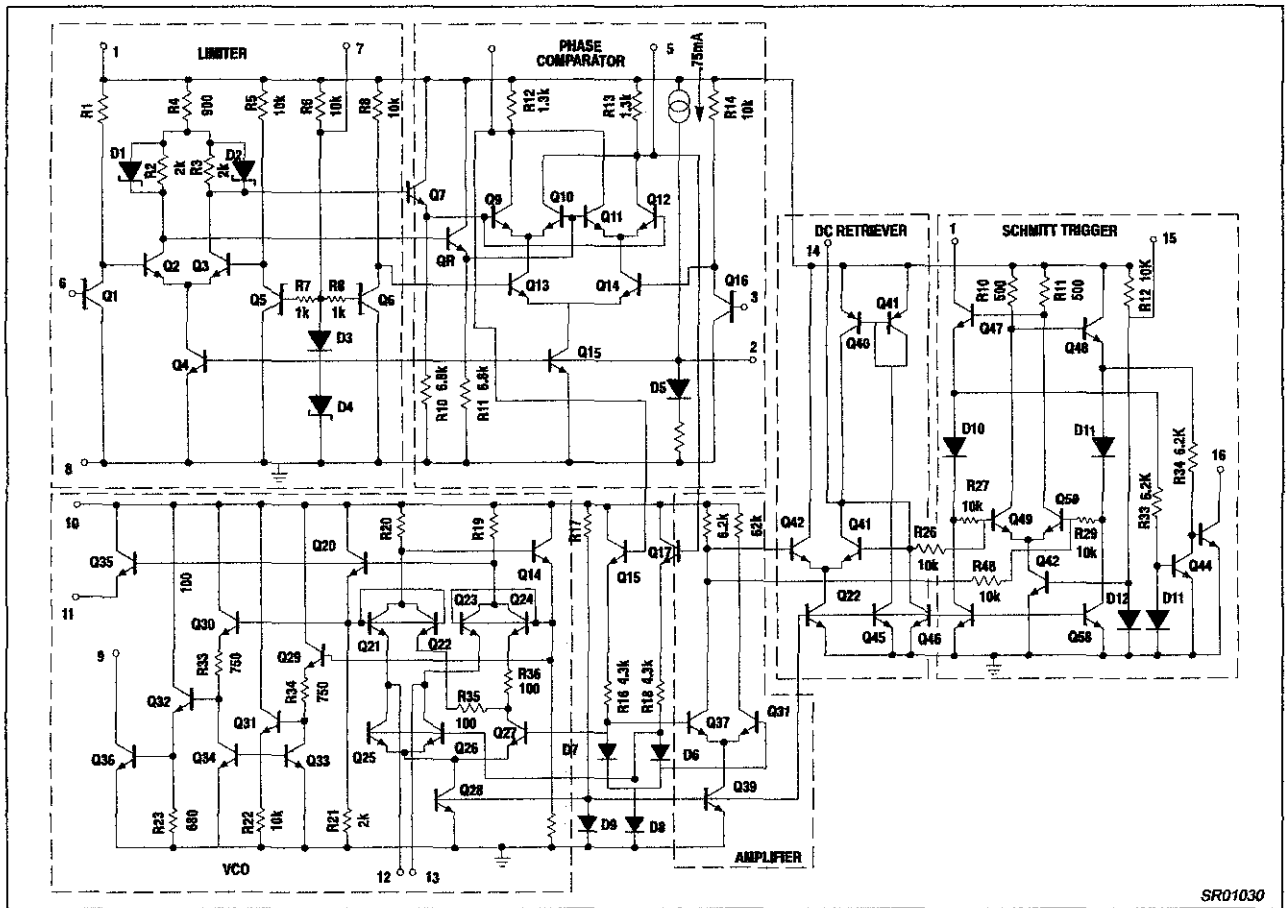 LIMITER
PHASE
COMPARATOR
1
7
5
.75mA
R1
R4
900
R5
10k
R6
10k
R8
10k
R12
1.3k
R13
1.3k
R14
10k
D1
R2
2k
R3
2k
D2
Q7
Q9
Q10
Q11
Q12
QR
6
Q1
Q2
Q3
Q5
R7
1k
R8
1k
Q6
Q13
Q14
Q16
3
D3
Q4
Q15
2
D4
R10 6.8k
R11 6.8k
D5
8
DC RETRIEVER
14
SCHMITT TRIGGER
1
15
Q41
Q40
Q47
R10
500
R11
500
Q48
R12 10K
D10
D11
R34 6.2K
16
R27
10k
Q49
Q50
R29
10k
R33 6.2K
Q42
Q41
R26
10k
R48
10k
Q42
Q44
Q22
Q45
Q46
Q58
D12
D11
10
Q35
11
100
Q20
R20
R19
Q14
R17
Q15
Q17
6.2k
62k
Q30
Q21
Q22
Q23
Q24
9
R33
750
Q29
R34
750
R36
100
R35
100
R16 4.3k
R18 4.3k
Q32
Q31
Q25
Q26
Q27
Q37
Q31
Q36
Q34
Q33
D7
D6
Q28
Q39
R23
680
R22
10k
R21
2k
D9
D8
VCO
12
13
AMPLIFIER
SR01030